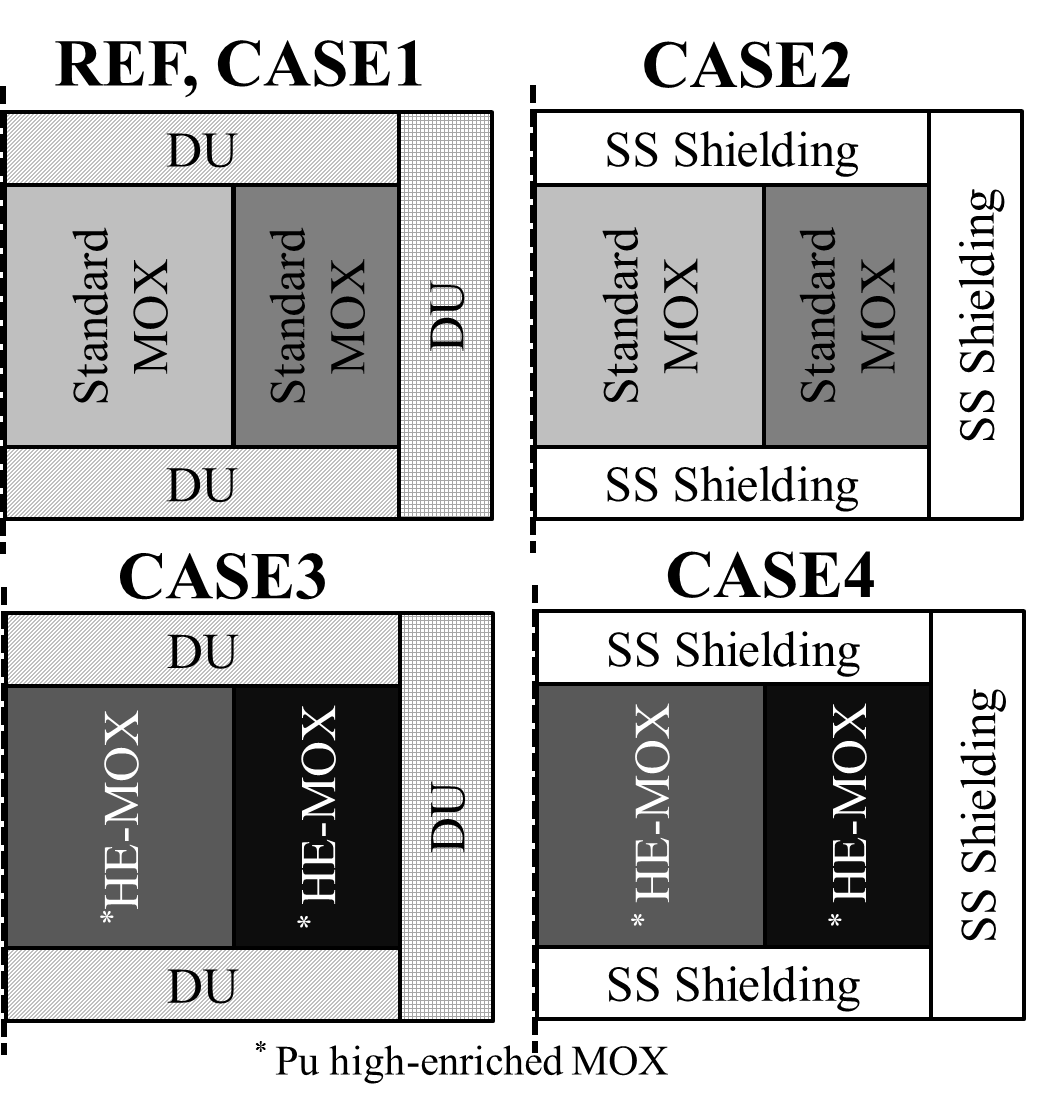 REF, CASE1
DU
Standard
MOX
Standard
MOX
DU
DU
CASE2
SS Shielding
Standard
MOX
Standard
MOX
SS Shielding
SS Shielding
CASE3
DU
*HE-MOX
* HE-MOX
DU
DU
CASE4
SS Shielding
* HE-MOX
* HE-MOX
SS Shielding
SS Shielding
* Pu high-enriched MOX